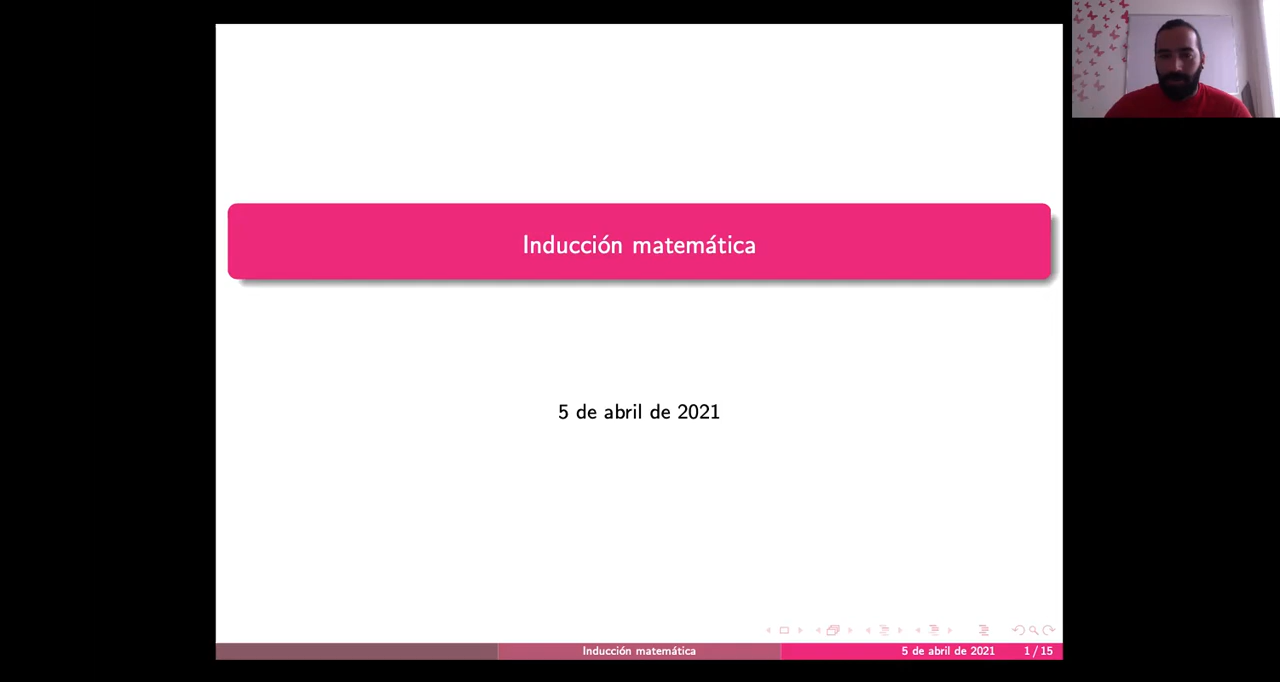 Inducción matemática
5 de abril de 2021
Inducción matemática
5 de abril de 2021
1 / 15